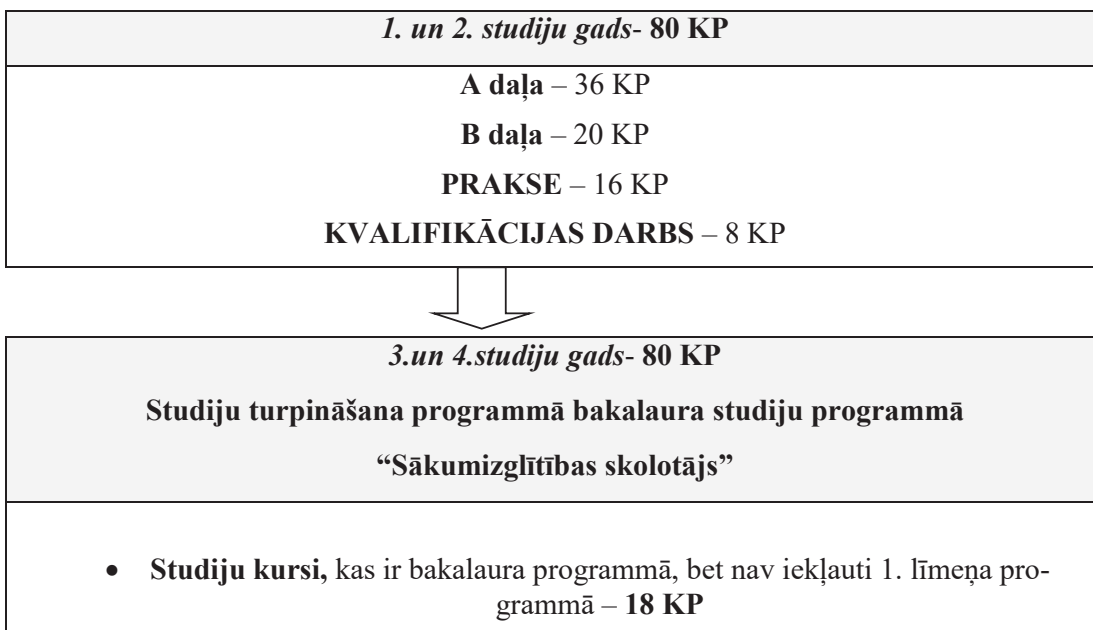 1. un 2. studiju gads- 80 KP
A daļa – 36 KP
B daļa – 20 KP
PRAKSE – 16 KP
KVALIFIKĀCIJAS DARBS – 8 KP
3.un 4.studiju gads- 80 KP
Studiju turpināšana programmā bakalaura studiju programmā
“Sākumizglītības skolotājs”
• Studiju kursi, kas ir bakalaura programmā, bet nav iekļauti 1. līmeņa pro-
grammā – 18 KP